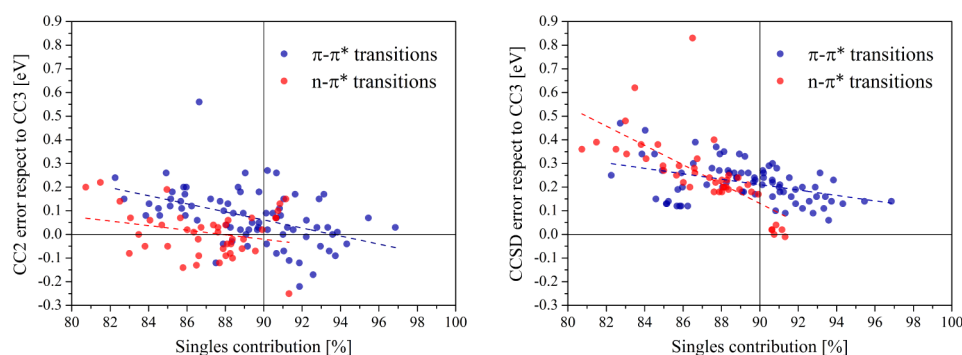 0.9
0.8
0.7
0.6
0.5
0.4
0.3
0.2
0.1
0.0
-0.1
-0.2
-0.3
CC2 error respect to CC3 [eV]
π-π* transitions
n-π* transitions
80 82 84 86 88 90 92 94 96 98 100
Singles contribution [%]
0.9
0.8
0.7
0.6
0.5
0.4
0.3
0.2
0.1
0.0
-0.1
-0.2
-0.3
CCSD error respect to CC3 [eV]
π-π* transitions
n-π* transitions
80 82 84 86 88 90 92 94 96 98 100
Singles contribution [%]